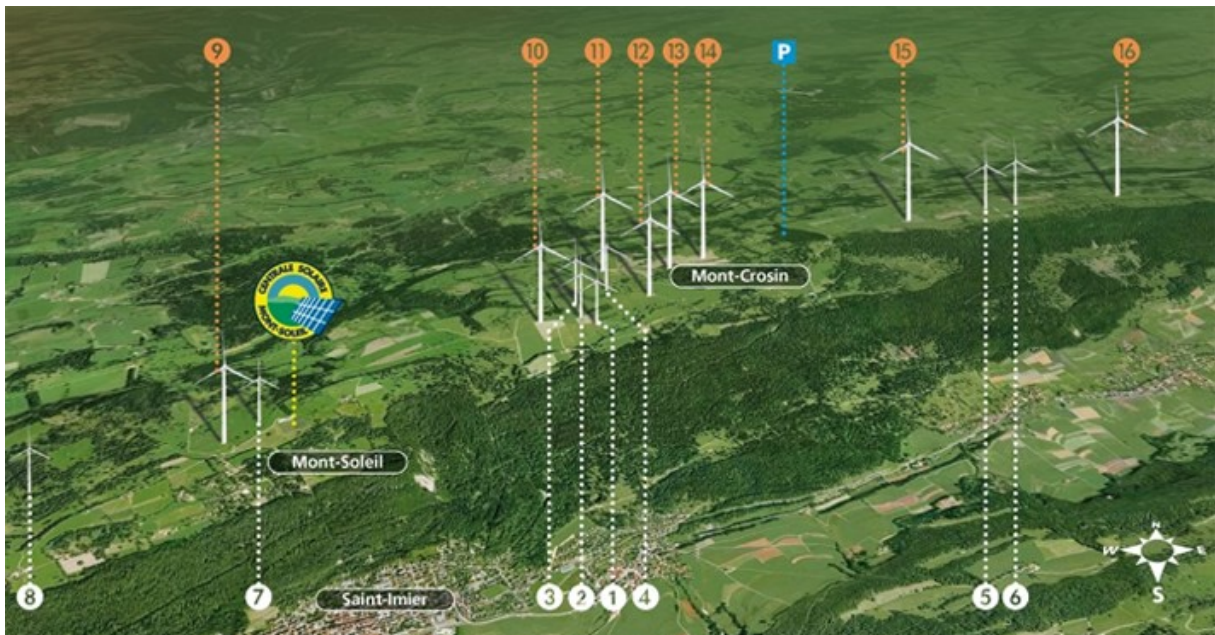 9
10
11
12
13
14
P
15
16
CENTRALE SOLAIRE
MONT-SOLEIL
Mont-Crosin
Mont-Soleil
Saint-Imier
8
7
3
2
1
4
5
6
N
W
E
S